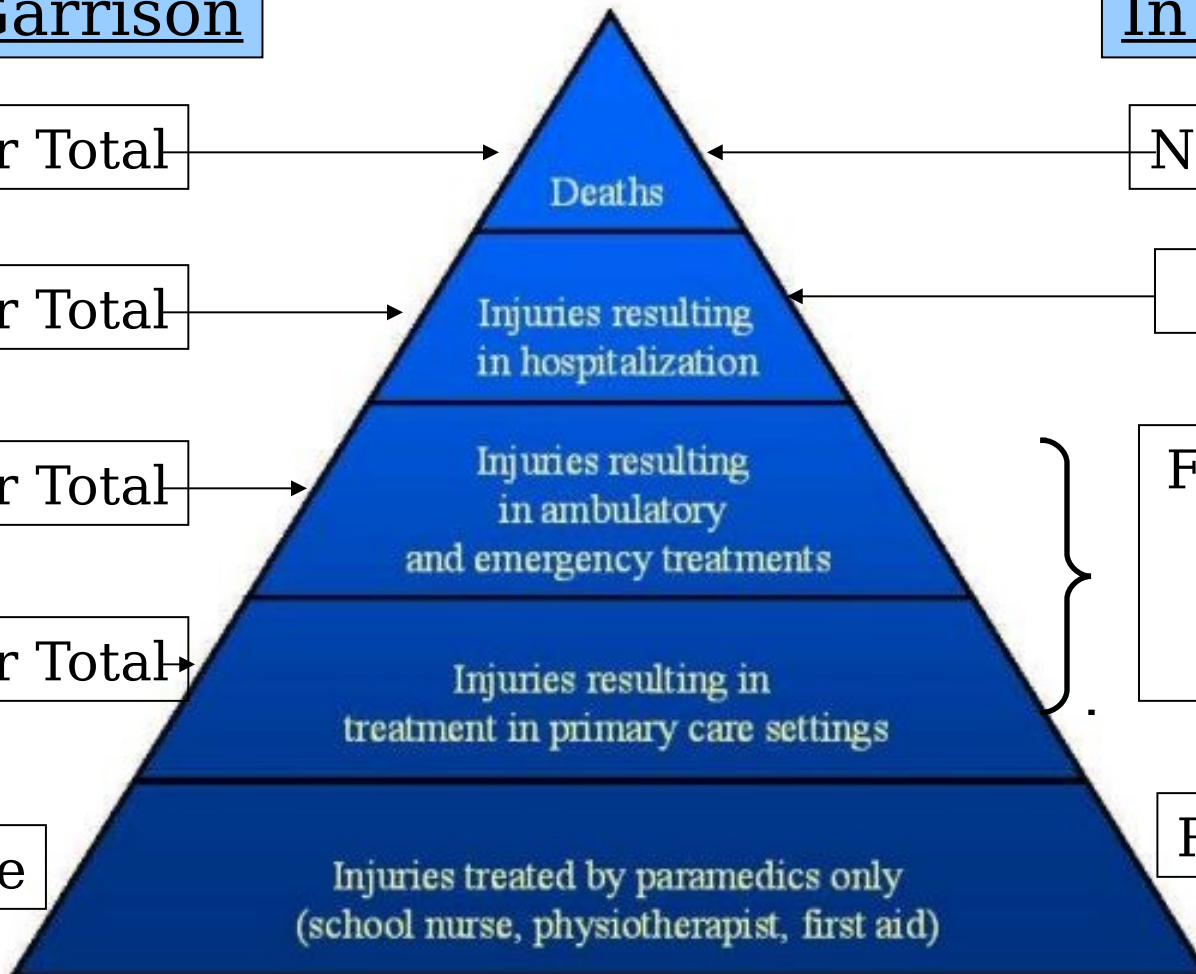 Garrison
In
r Total
N
Deaths
r Total
Injuries resulting
in hospitalization
r Total
F
Injuries resulting
in ambulatory
and emergency treatments
r Total
Injuries resulting in
treatment in primary care settings
.
e
Injuries treated by paramedics only
(school nurse, physiotherapist, first aid)